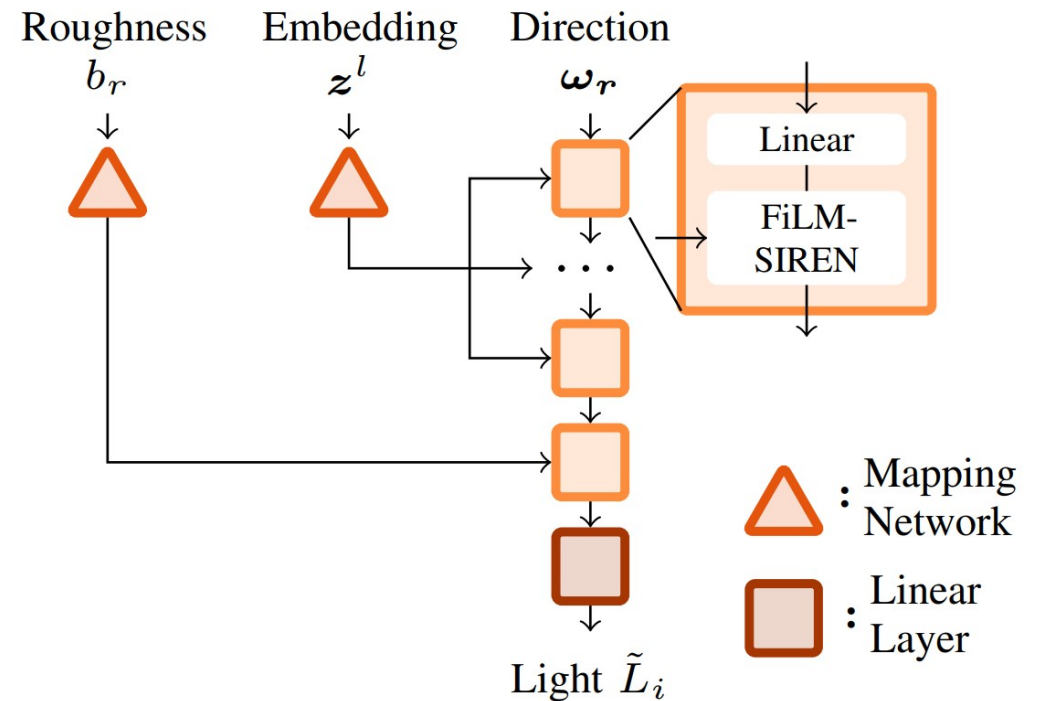 Roughness Embedding Direction
b_r z^l ω_r
Linear
FiLM-
SIREN
...
: Mapping
Network
: Linear
Layer
Light L̃_i